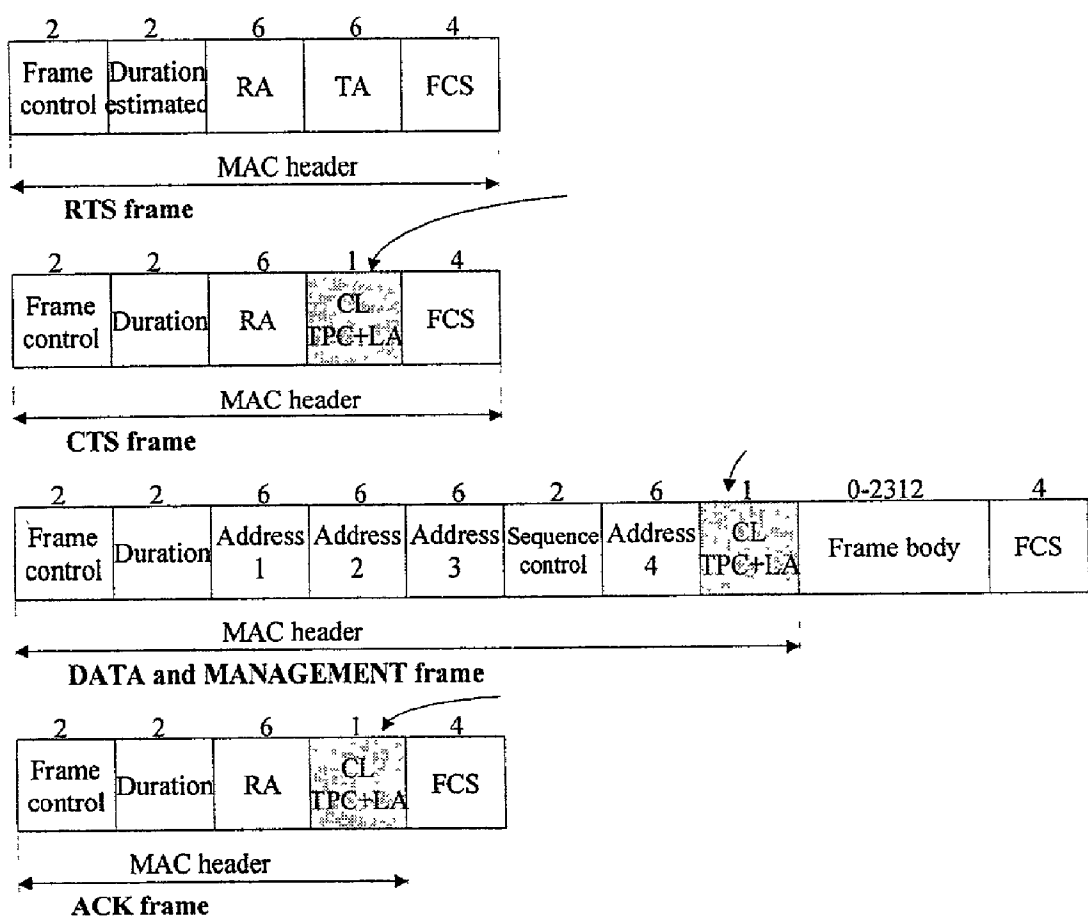 2 2 6 6 4
Frame control Duration estimated RA TA FCS
MAC header
RTS frame
2 2 6 1 4
Frame control Duration RA CL TPC+LA FCS
MAC header
CTS frame
2 2 6 6 6 2 6 1 0-2312 4
Frame control Duration Address 1 Address 2 Address 3 Sequence control Address 4 CL TPC+LA Frame body FCS
MAC header
DATA and MANAGEMENT frame
2 2 6 1 4
Frame control Duration RA CL TPC+LA FCS
MAC header
ACK frame